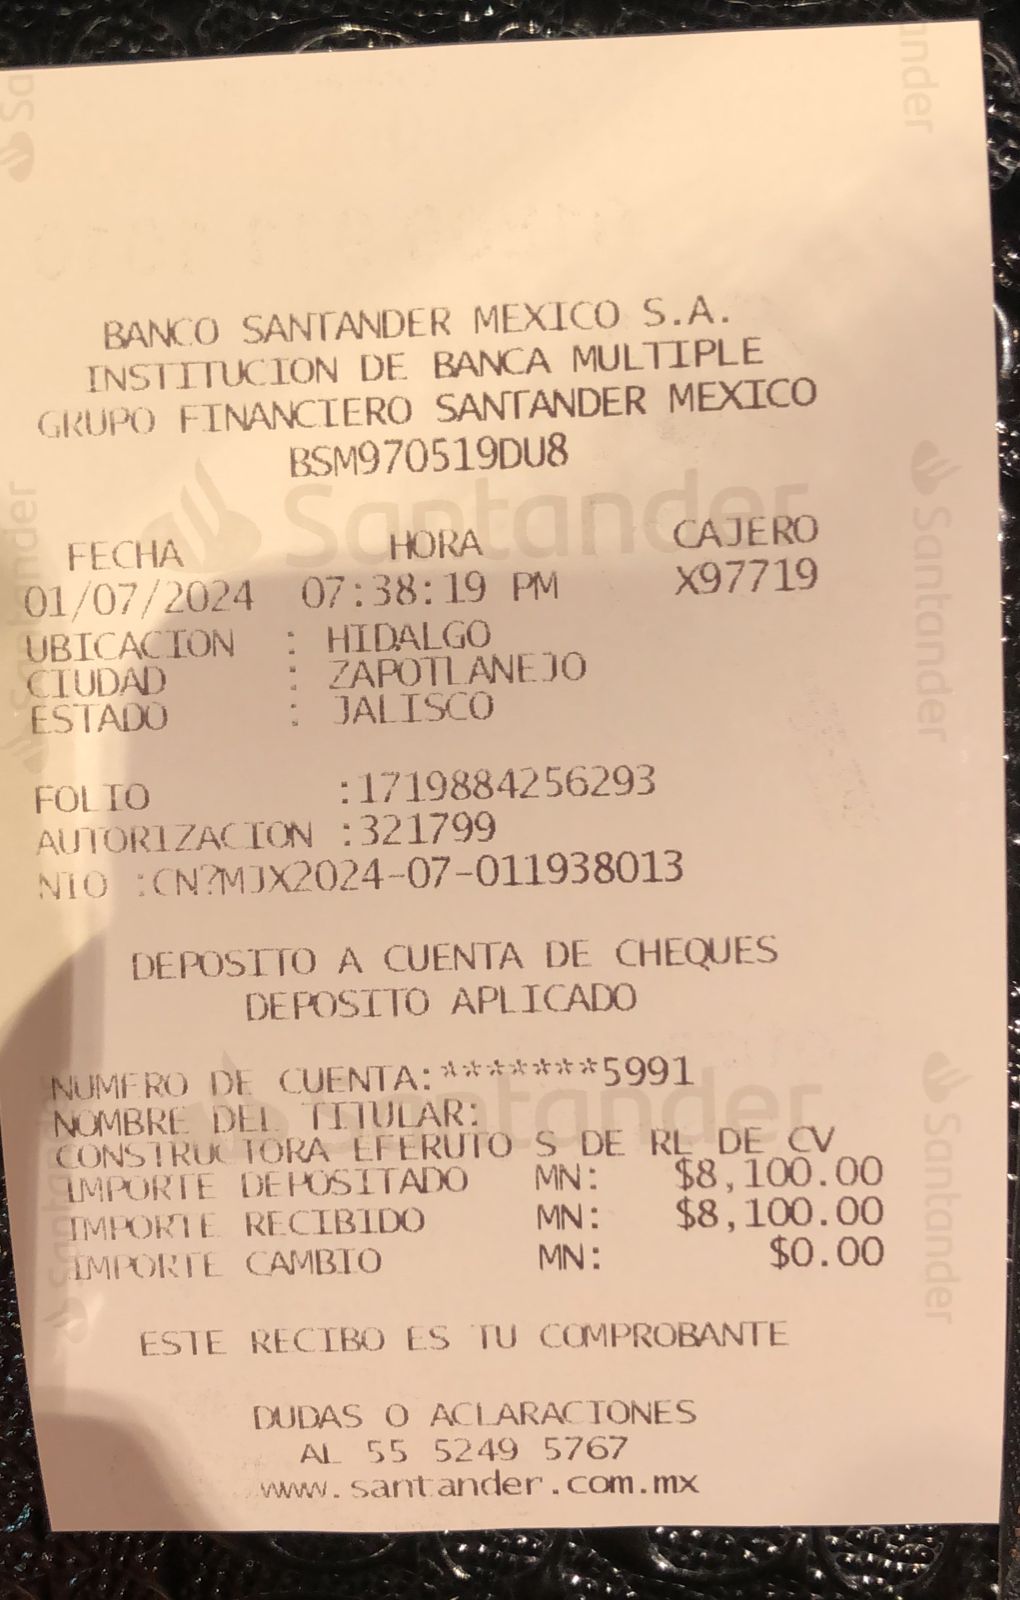 BANCO SANTANDER MEXICO S.A.
INSTITUCION DE BANCA MULTIPLE
GRUPO FINANCIERO SANTANDER MEXICO
BSM970519DU8
FECHA HORA CAJERO
01/07/2024 07:38:19 PM X97719
UBICACION : HIDALGO
CIUDAD : ZAPOTLANEJO
ESTADO : JALISCO
FOLIO :1719884256293
AUTORIZACION :321799
NIO :CN?MJX2024-07-011938013
DEPOSITO A CUENTA DE CHEQUES
DEPOSITO APLICADO
NUMERO DE CUENTA:*******5991
NOMBRE DEL TITULAR:
CONSTRUCTORA EFERUTO S DE RL DE CV
IMPORTE DEPOSITADO MN: $8,100.00
IMPORTE RECIBIDO MN: $8,100.00
IMPORTE CAMBIO MN: $0.00
ESTE RECIBO ES TU COMPROBANTE
DUDAS O ACLARACIONES
AL 55 5249 5767
www.santander.com.mx
Santander
Santander
Santander
Santander